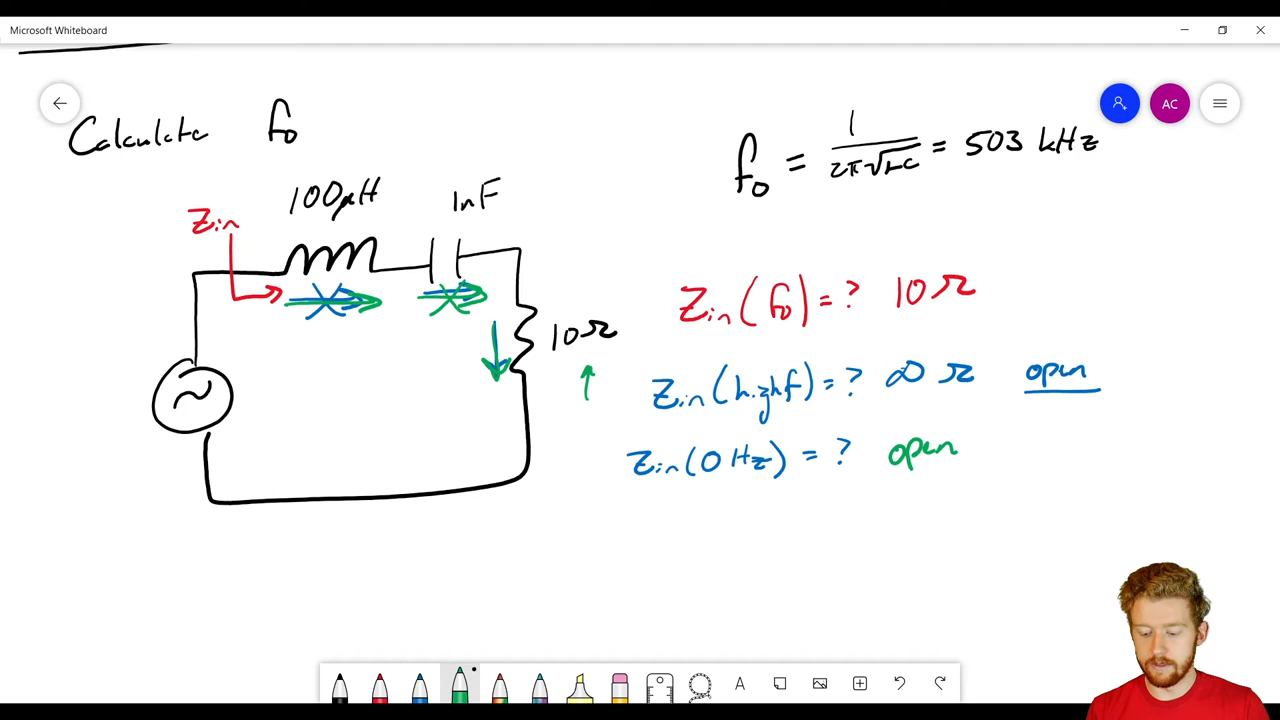 Microsoft Whiteboard
AC
Calculate f₀
f₀ = 1/(2π√LC) = 503 kHz
100μH
1nF
Zin
10Ω
Zin(f₀) = ? 10Ω
Zin(high f) = ? ∞ Ω open
Zin(0 Hz) = ? open
A